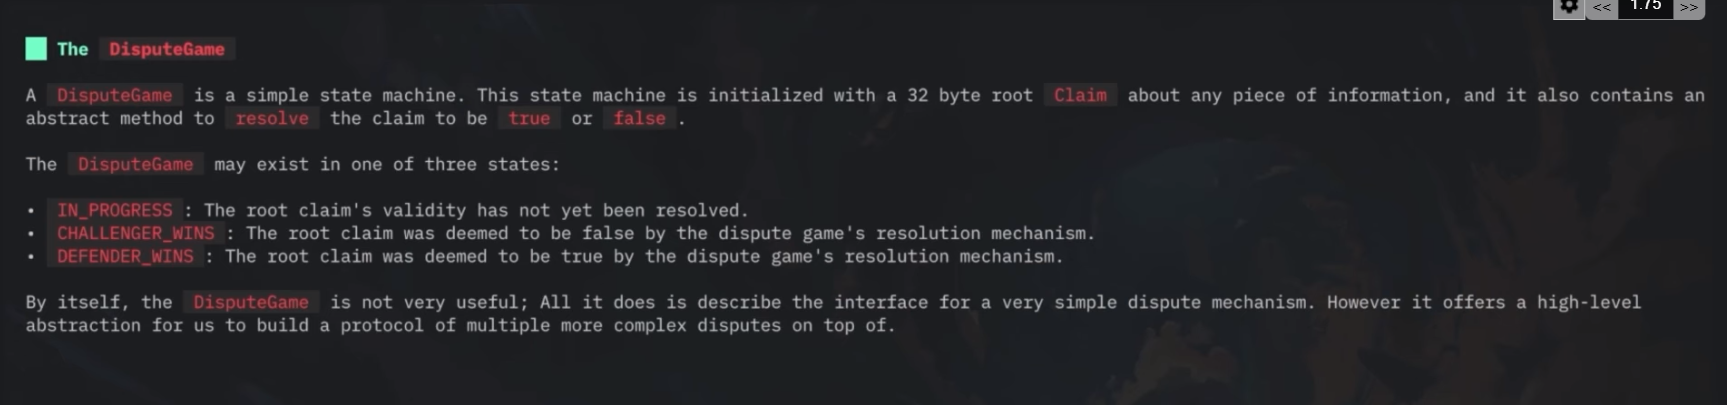 << 1.75 >>
The DisputeGame
A DisputeGame is a simple state machine. This state machine is initialized with a 32 byte root Claim about any piece of information, and it also contains an
abstract method to resolve the claim to be true or false .
The DisputeGame may exist in one of three states:
• IN_PROGRESS : The root claim's validity has not yet been resolved.
• CHALLENGER_WINS : The root claim was deemed to be false by the dispute game's resolution mechanism.
• DEFENDER_WINS : The root claim was deemed to be true by the dispute game's resolution mechanism.
By itself, the DisputeGame is not very useful; All it does is describe the interface for a very simple dispute mechanism. However it offers a high-level
abstraction for us to build a protocol of multiple more complex disputes on top of.